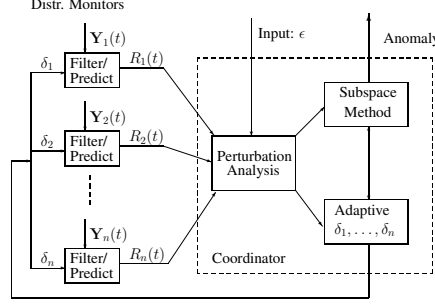 Distr. Monitors
Y₁(t)
Input: ϵ
Anomaly
δ₁
Filter/
Predict
R₁(t)
Subspace
Method
Y₂(t)
δ₂
Filter/
Predict
R₂(t)
Perturbation
Analysis
Adaptive
δ₁, . . . , δₙ
Yₙ(t)
δₙ
Filter/
Predict
Rₙ(t)
Coordinator